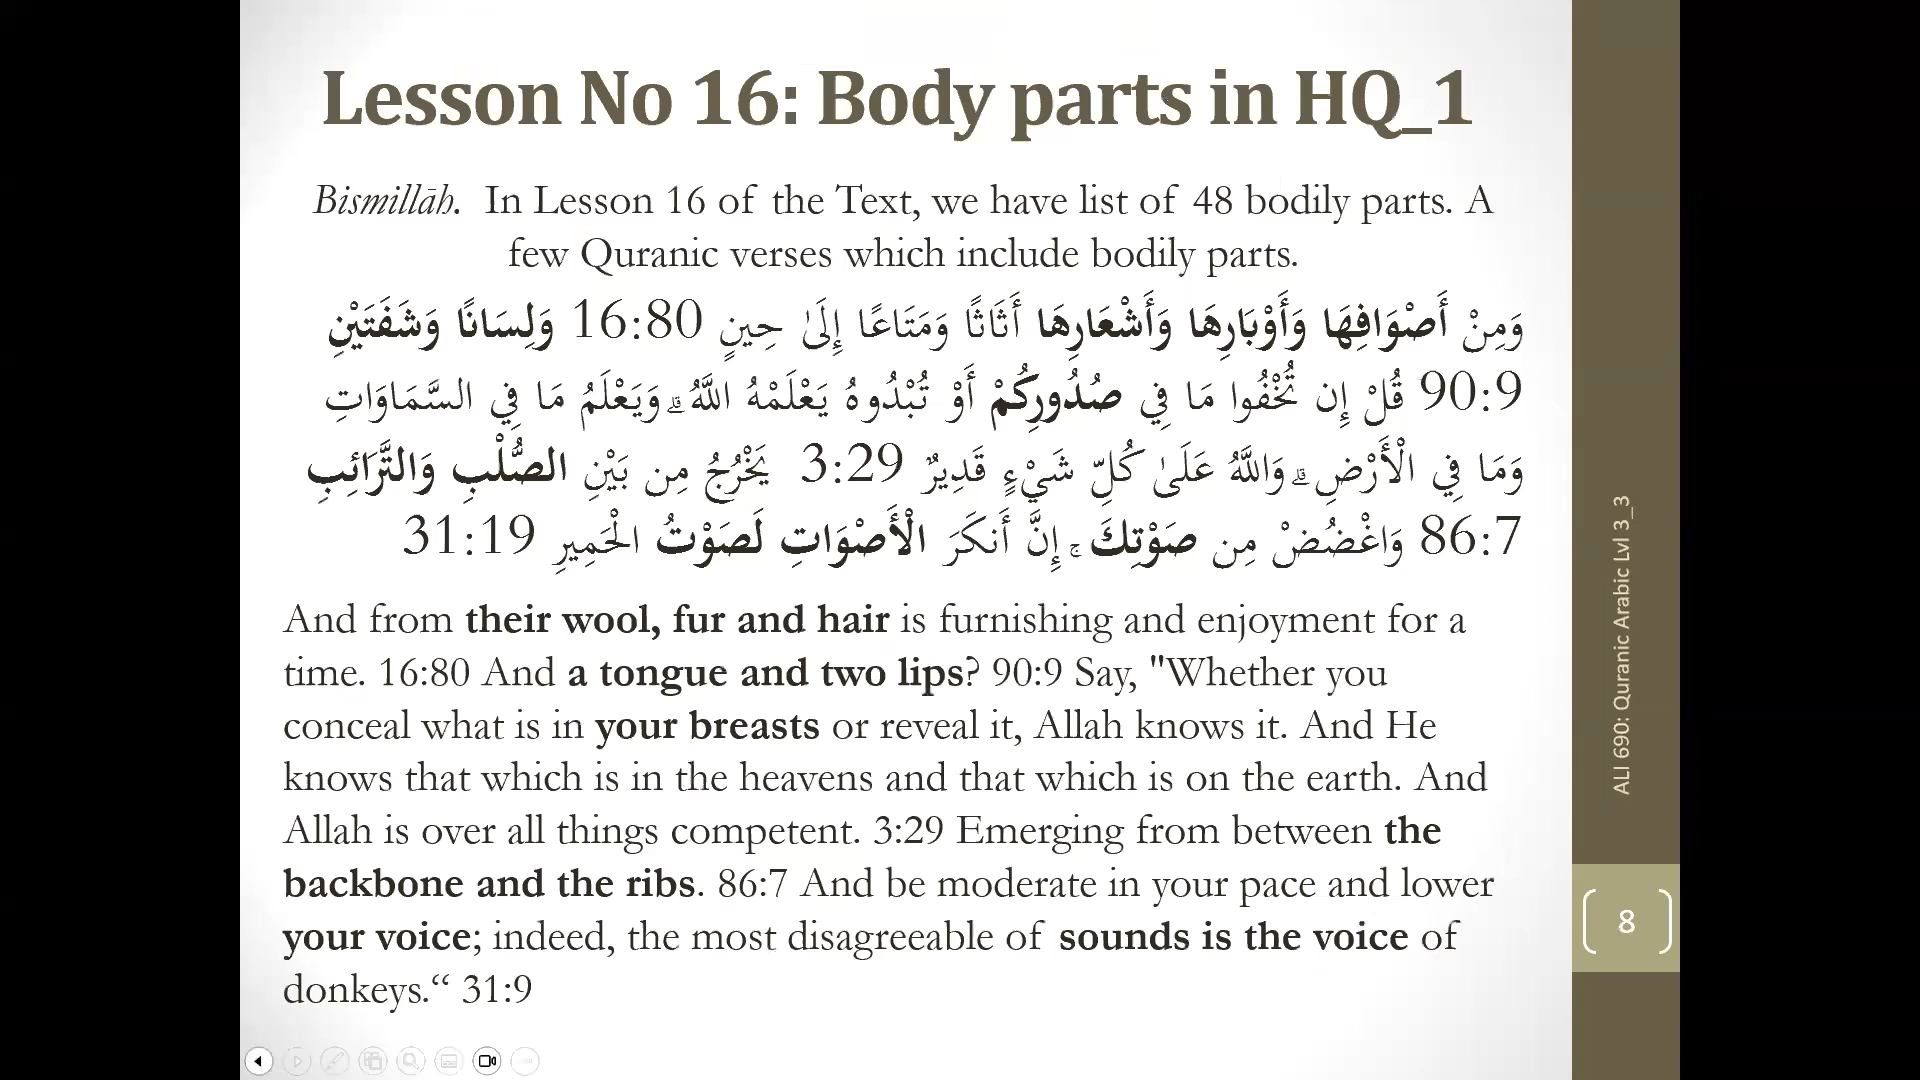 Lesson No 16: Body parts in HQ_1
Bismillāh. In Lesson 16 of the Text, we have list of 48 bodily parts. A
few Quranic verses which include bodily parts.
وَمِنْ أَصْوَافِهَا وَأَوْبَارِهَا وَأَشْعَارِهَا أَثَاثًا وَمَتَاعًا إِلَىٰ حِينٍ 16:80 وَلِسَانًا وَشَفَتَيْنِ
90:9 قُلْ إِن تُخْفُوا مَا فِي صُدُورِكُمْ أَوْ تُبْدُوهُ يَعْلَمْهُ اللَّهُ ۗ وَيَعْلَمُ مَا فِي السَّمَاوَاتِ
وَمَا فِي الْأَرْضِ ۗ وَاللَّهُ عَلَىٰ كُلِّ شَيْءٍ قَدِيرٌ 3:29 يَخْرُجُ مِن بَيْنِ الصُّلْبِ وَالتَّرَائِبِ
86:7 وَاغْضُضْ مِن صَوْتِكَ ۚ إِنَّ أَنكَرَ الْأَصْوَاتِ لَصَوْتُ الْحَمِيرِ 31:19
And from their wool, fur and hair is furnishing and enjoyment for a
time. 16:80 And a tongue and two lips? 90:9 Say, "Whether you
conceal what is in your breasts or reveal it, Allah knows it. And He
knows that which is in the heavens and that which is on the earth. And
Allah is over all things competent. 3:29 Emerging from between the
backbone and the ribs. 86:7 And be moderate in your pace and lower
your voice; indeed, the most disagreeable of sounds is the voice of
donkeys.“ 31:9
ALI 690: Quranic Arabic Lvl 3_3
8